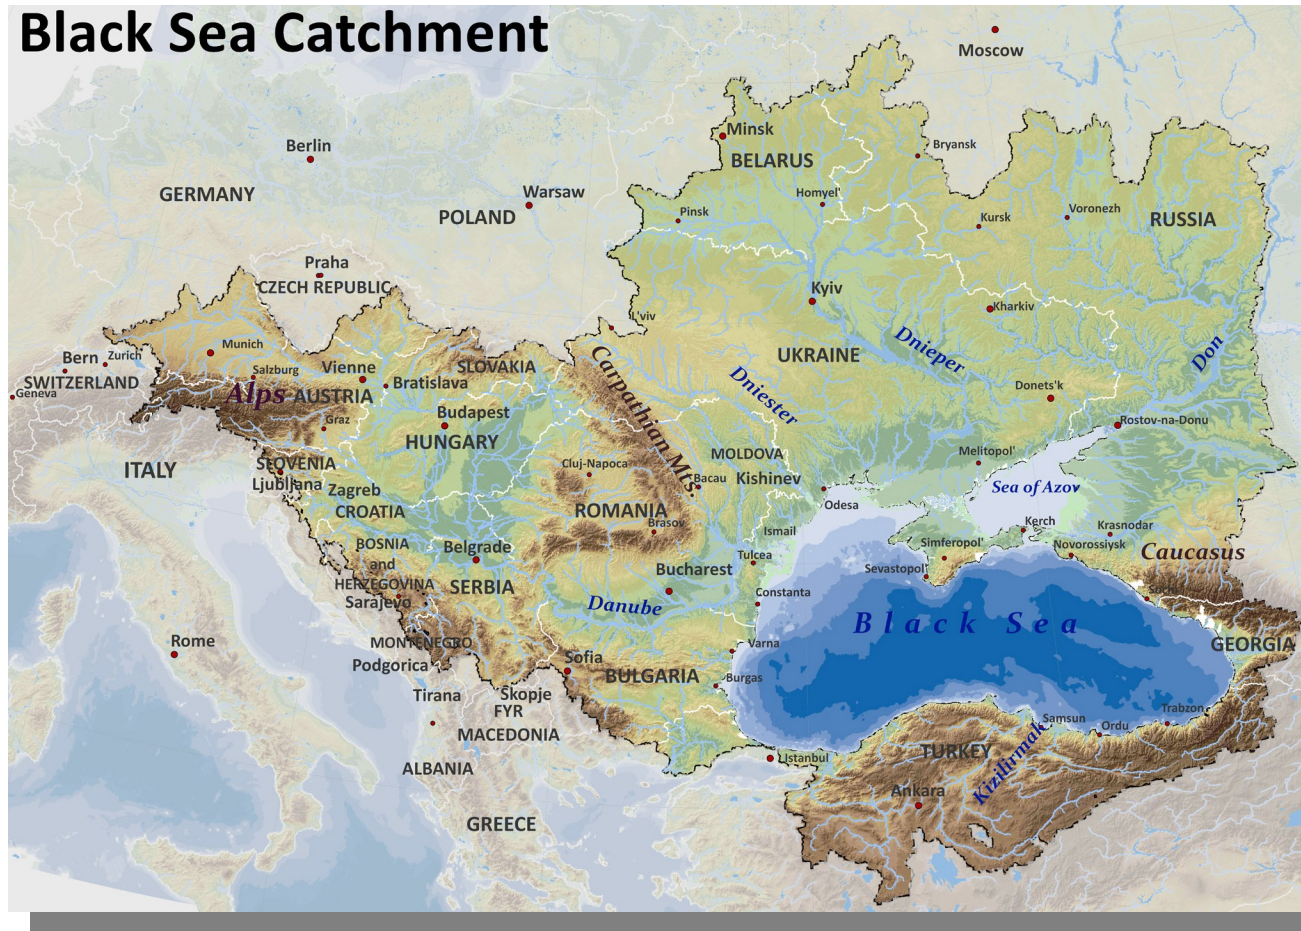 Black Sea Catchment
Moscow
Minsk
BELARUS
Bryansk
Berlin
GERMANY
Warsaw
POLAND
Homyel'
Pinsk
Kursk
Voronezh
RUSSIA
Praha
CZECH REPUBLIC
Kyiv
Kharkiv
L'viv
UKRAINE
Dnieper
Don
Dniester
Donets'k
Rostov-na-Donu
Bern
Zurich
SWITZERLAND
Geneva
Munich
Salzburg
Alps
Vienne
AUSTRIA
Bratislava
SLOVAKIA
Graz
Budapest
HUNGARY
Carpathian Mts.
ITALY
SLOVENIA
Ljubljana
Zagreb
CROATIA
Cluj-Napoca
ROMANIA
Bacau
Brasov
MOLDOVA
Kishinev
Melitopol'
Sea of Azov
Odesa
Ismail
Kerch
Krasnodar
Simferopol'
Novorossiysk
Caucasus
Sevastopol'
Sochi
BOSNIA
and
HERZEGOVINA
Sarajevo
Belgrade
SERBIA
Bucharest
Tulcea
Constanta
Danube
Black Sea
GEORGIA
Rome
MONTENEGRO
Podgorica
Sofia
BULGARIA
Varna
Burgas
Tirana
Skopje
FYR
MACEDONIA
ALBANIA
GREECE
Istanbul
TURKEY
Ankara
Kizilirmak
Samsun
Ordu
Trabzon